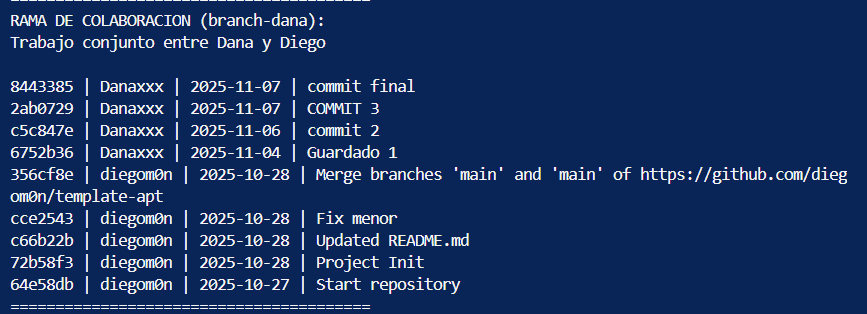 ========================================
RAMA DE COLABORACION (branch-dana):
Trabajo conjunto entre Dana y Diego
8443385 | Danaxxx | 2025-11-07 | commit final
2ab0729 | Danaxxx | 2025-11-07 | COMMIT 3
c5c847e | Danaxxx | 2025-11-06 | commit 2
6752b36 | Danaxxx | 2025-11-04 | Guardado 1
356cf8e | diegom0n | 2025-10-28 | Merge branches 'main' and 'main' of https://github.com/dieg
om0n/template-apt
cce2543 | diegom0n | 2025-10-28 | Fix menor
c66b22b | diegom0n | 2025-10-28 | Updated README.md
72b58f3 | diegom0n | 2025-10-28 | Project Init
64e58db | diegom0n | 2025-10-27 | Start repository
========================================